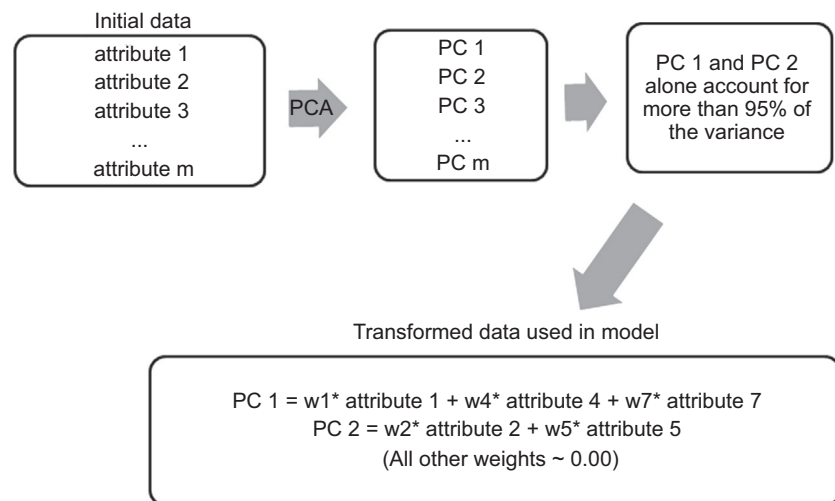 Initial data
attribute 1
attribute 2
attribute 3
...
attribute m
PCA
PC 1
PC 2
PC 3
...
PC m
PC 1 and PC 2
alone account for
more than 95% of
the variance
Transformed data used in model
PC 1 = w1* attribute 1 + w4* attribute 4 + w7* attribute 7
PC 2 = w2* attribute 2 + w5* attribute 5
(All other weights ~ 0.00)